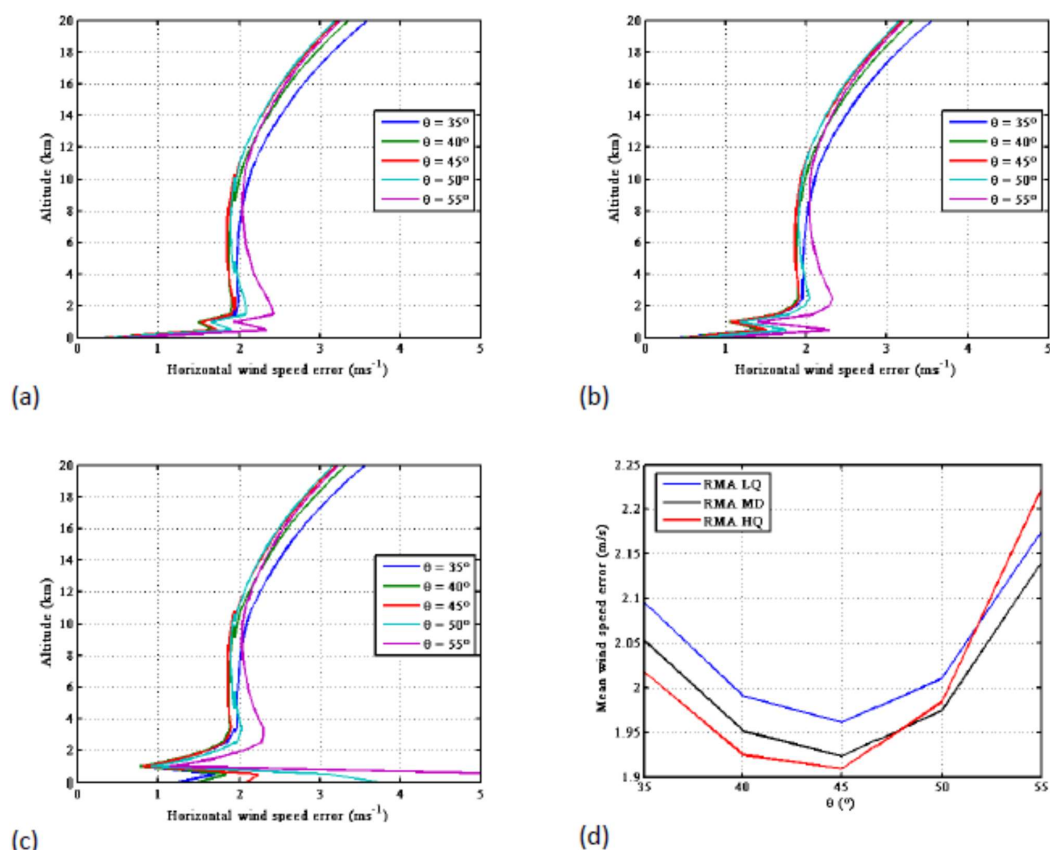 20
18
16
14
12
10
8
6
4
2
0
Altitude (km)
θ = 35º
θ = 40º
θ = 45º
θ = 50º
θ = 55º
0 1 2 3 4 5
Horizontal wind speed error (ms⁻¹)
(a)
20
18
16
14
12
10
8
6
4
2
0
Altitude (km)
θ = 35º
θ = 40º
θ = 45º
θ = 50º
θ = 55º
0 1 2 3 4 5
Horizontal wind speed error (ms⁻¹)
(b)
20
18
16
14
12
10
8
6
4
2
0
Altitude (km)
θ = 35º
θ = 40º
θ = 45º
θ = 50º
θ = 55º
0 1 2 3 4 5
Horizontal wind speed error (ms⁻¹)
(c)
2.25
2.2
2.15
2.1
2.05
2
1.95
1.9
Mean wind speed error (m/s)
RMA LQ
RMA MD
RMA HQ
35 40 45 50 55
θ (º)
(d)